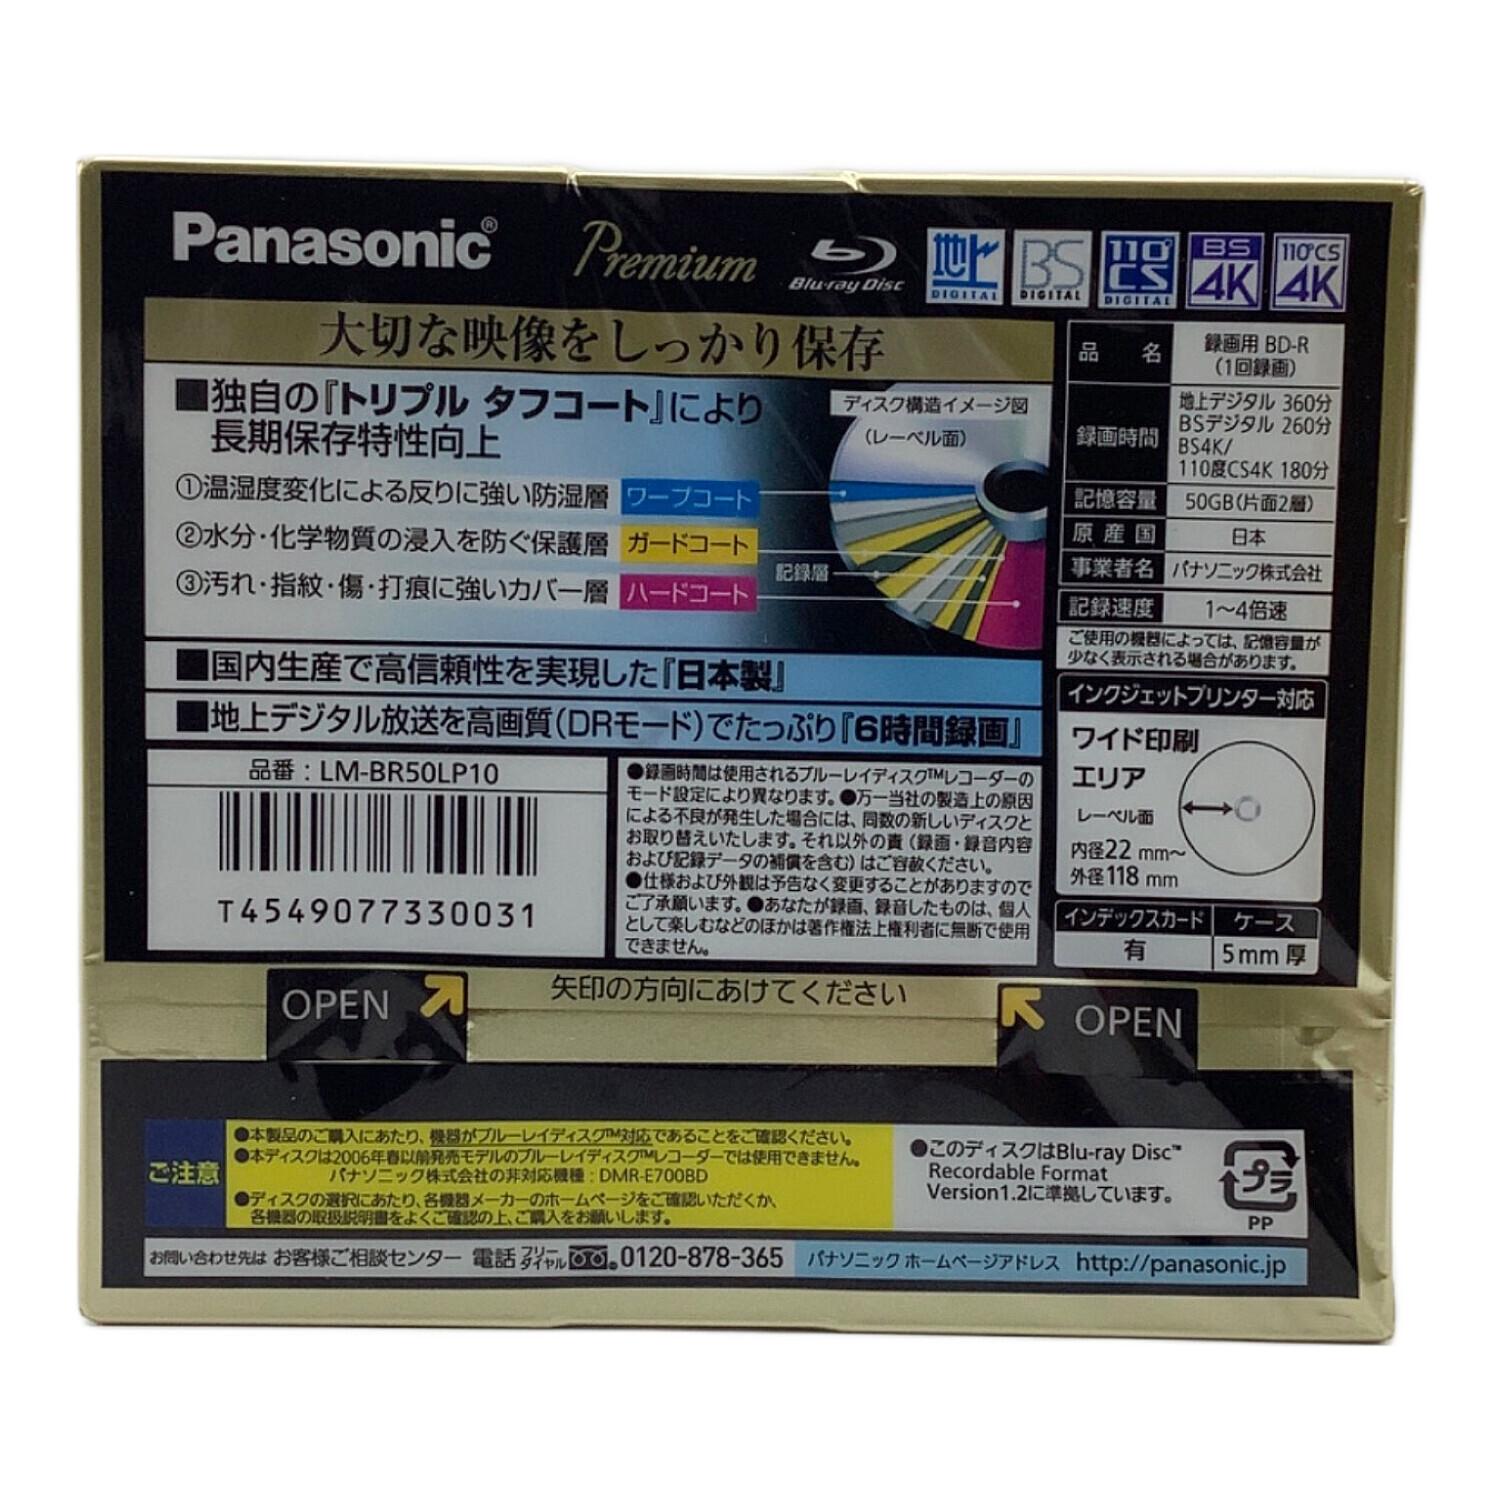 Panasonic®
Premium
Blu-ray Disc
地上 DIGITAL
BS DIGITAL
110° CS DIGITAL
BS 4K
110°CS 4K
大切な映像をしっかり保存
■独自の『トリプル タフコート』により
長期保存特性向上
①温湿度変化による反りに強い防湿層 ワープコート
②水分・化学物質の浸入を防ぐ保護層 ガードコート
③汚れ・指紋・傷・打痕に強いカバー層 ハードコート
ディスク構造イメージ図
(レーベル面)
記録層
■国内生産で高信頼性を実現した『日本製』
■地上デジタル放送を高画質(DRモード)でたっぷり『6時間録画』
品名 録画用 BD-R
(1回録画)
録画時間 地上デジタル 360分
BSデジタル 260分
BS4K/
110度CS4K 180分
記憶容量 50GB(片面2層)
原産国 日本
事業者名 パナソニック株式会社
記録速度 1〜4倍速
ご使用の機器によっては、記憶容量が
少なく表示される場合があります。
インクジェットプリンター対応
ワイド印刷
エリア
レーベル面
内径22 mm〜
外径118 mm
インデックスカード ケース
有 5mm厚
品番：LM-BR50LP10
T4549077330031
●録画時間は使用されるブルーレイディスク™レコーダーの
モード設定により異なります。●万一当社の製造上の原因
による不良が発生した場合には、同数の新しいディスクと
お取り替えいたします。それ以外の責(録画・録音内容
および記録データの補償を含む)はご容赦ください。
●仕様および外観は予告なく変更することがありますので
ご了承願います。●あなたが録画、録音したものは、個人
として楽しむなどのほかは著作権法上権利者に無断で使用
できません。
OPEN
矢印の方向にあけてください
OPEN
ご注意
●本製品のご購入にあたり、機器がブルーレイディスク™対応であることをご確認ください。
●本ディスクは2006年春以前発売モデルのブルーレイディスク™レコーダーでは使用できません。
パナソニック株式会社の非対応機種：DMR-E700BD
●ディスクの選択にあたり、各機器メーカーのホームページをご確認いただくか、
各機器の取扱説明書をよくご確認の上、ご購入をお願いします。
●このディスクはBlu-ray Disc™
Recordable Format
Version1.2に準拠しています。
プラ
PP
お問い合わせ先は お客様ご相談センター 電話 フリーダイヤル 0120-878-365
パナソニック ホームページアドレス http://panasonic.jp